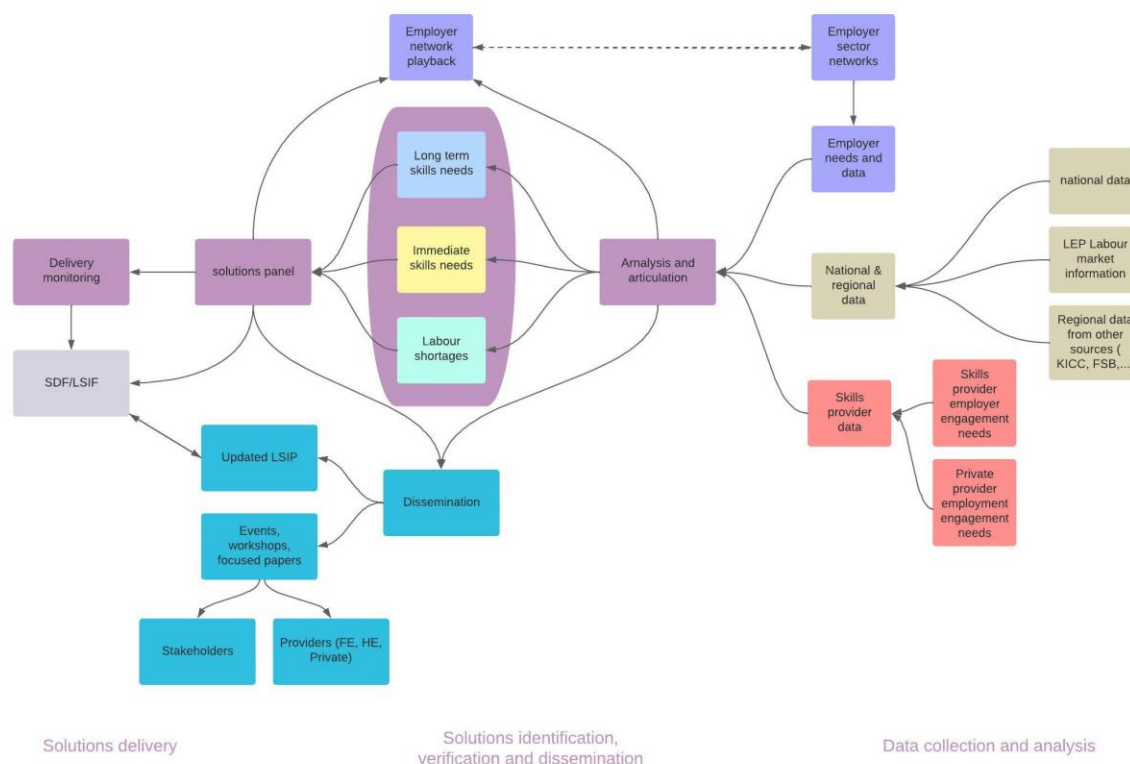 Employer
network
playback
Employer
sector
networks
Long term
skills needs
Employer
needs and
data
national data
Delivery
monitoring
solutions panel
Immediate
skills needs
Arnalysis and
articulation
National &
regional
data
LEP Labour
market
information
Labour
shortages
Regional data
from other
sources (
KICC, FSB,...
SDF/LSIF
Skills
provider
data
Skills
provider
employer
engagement
needs
Updated LSIP
Dissemination
Private
provider
employment
engagement
needs
Events,
workshops,
focused papers
Stakeholders
Providers (FE, HE,
Private)
Solutions delivery
Solutions identification,
verification and dissemination
Data collection and analysis